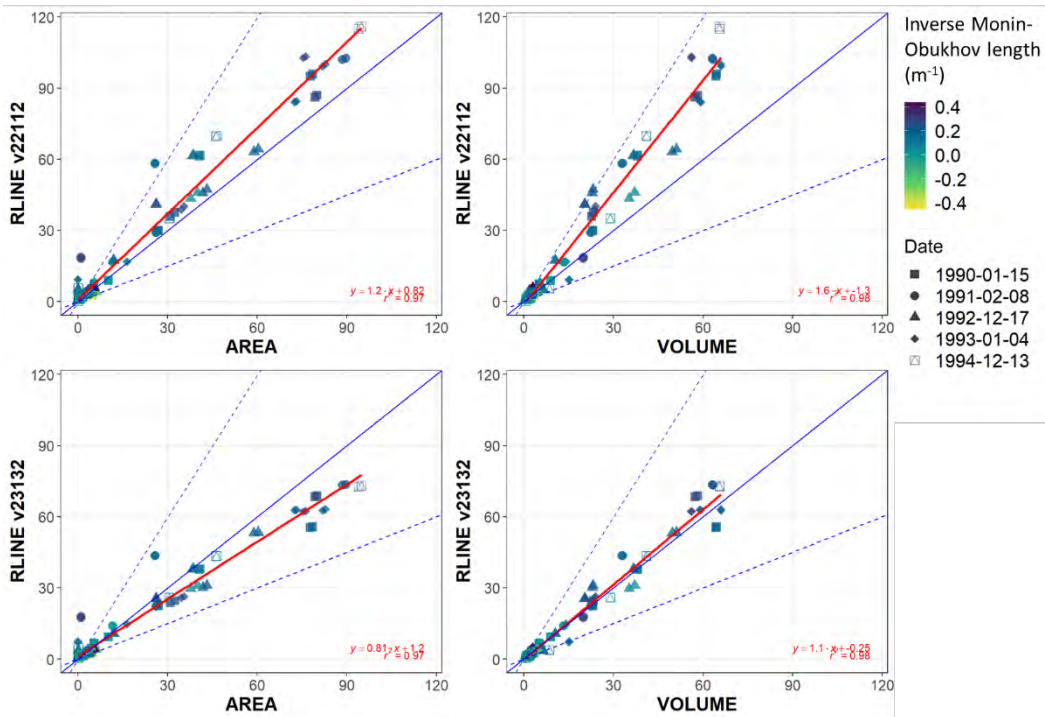 120
90
60
30
0
RLINE v22112
y = 1.2 · x + 0.82
r² = 0.97
0 30 60 90 120
AREA
120
90
60
30
0
RLINE v22112
y = 1.6 · x + -1.3
r² = 0.98
0 30 60 90 120
VOLUME
Inverse Monin-
Obukhov length
(m⁻¹)
0.4
0.2
0.0
-0.2
-0.4
Date
1990-01-15
1991-02-08
1992-12-17
1993-01-04
1994-12-13
120
90
60
30
0
RLINE v23132
y = 0.81 · x + 1.2
r² = 0.97
0 30 60 90 120
AREA
120
90
60
30
0
RLINE v23132
y = 1.1 · x + -0.25
r² = 0.98
0 30 60 90 120
VOLUME